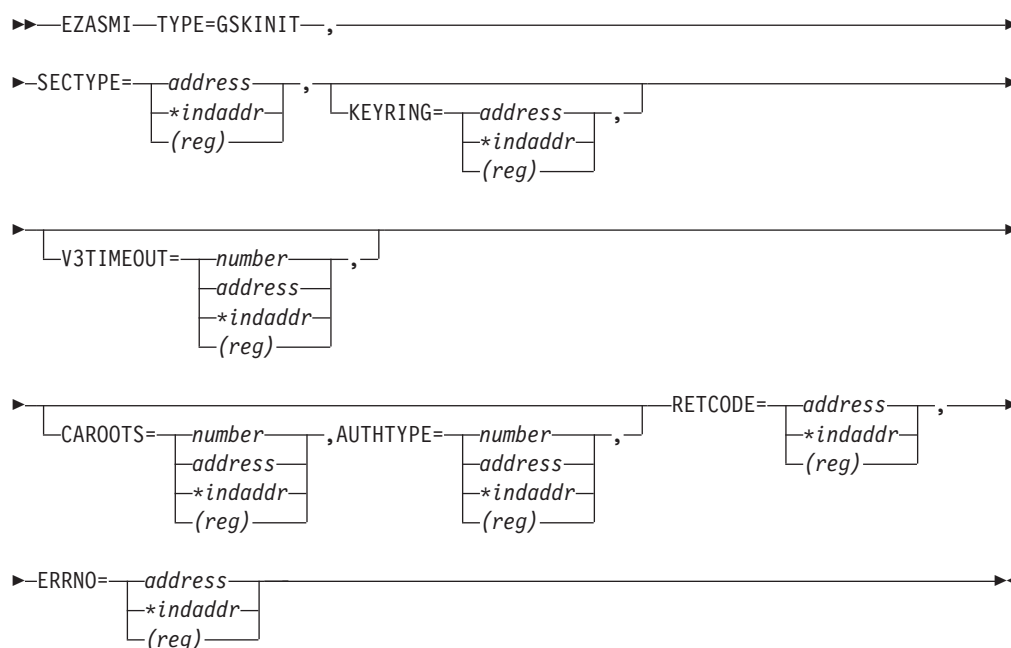 EZASMI TYPE=GSKINIT ,
SECTYPE= address ,
*indaddr
(reg)
KEYRING= address ,
*indaddr
(reg)
V3TIMEOUT= number ,
address
*indaddr
(reg)
CAROOTS= number ,AUTHTYPE= number ,
address address
*indaddr *indaddr
(reg) (reg)
RETCODE= address ,
*indaddr
(reg)
ERRNO= address
*indaddr
(reg)